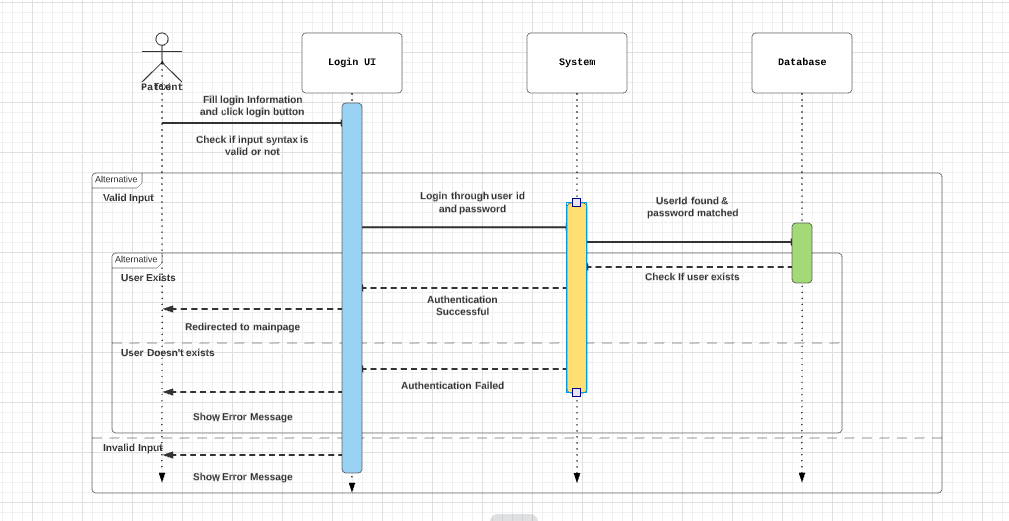 Login UI
System
Database
Patient
Fill login Information
and click login button
Check if input syntax is
valid or not
Alternative
Valid Input
Login through user id
and password
UserId found &
password matched
Alternative
User Exists
Check If user exists
Authentication
Successful
Redirected to mainpage
User Doesn't exists
Authentication Failed
Show Error Message
Invalid Input
Show Error Message